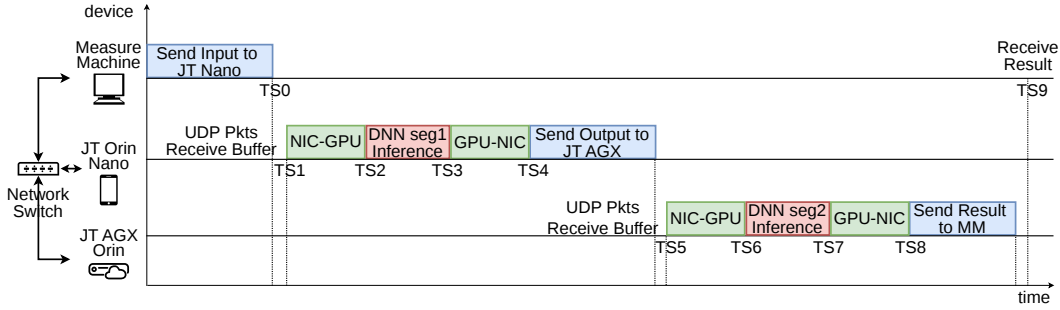 device
Measure
Machine
Send Input to
JT Nano
Receive
Result
TS0
TS9
UDP Pkts
Receive Buffer
NIC-GPU
DNN seg1
Inference
GPU-NIC
Send Output to
JT AGX
JT Orin
Nano
TS1
TS2
TS3
TS4
Network
Switch
UDP Pkts
Receive Buffer
NIC-GPU
DNN seg2
Inference
GPU-NIC
Send Result
to MM
JT AGX
Orin
TS5
TS6
TS7
TS8
time